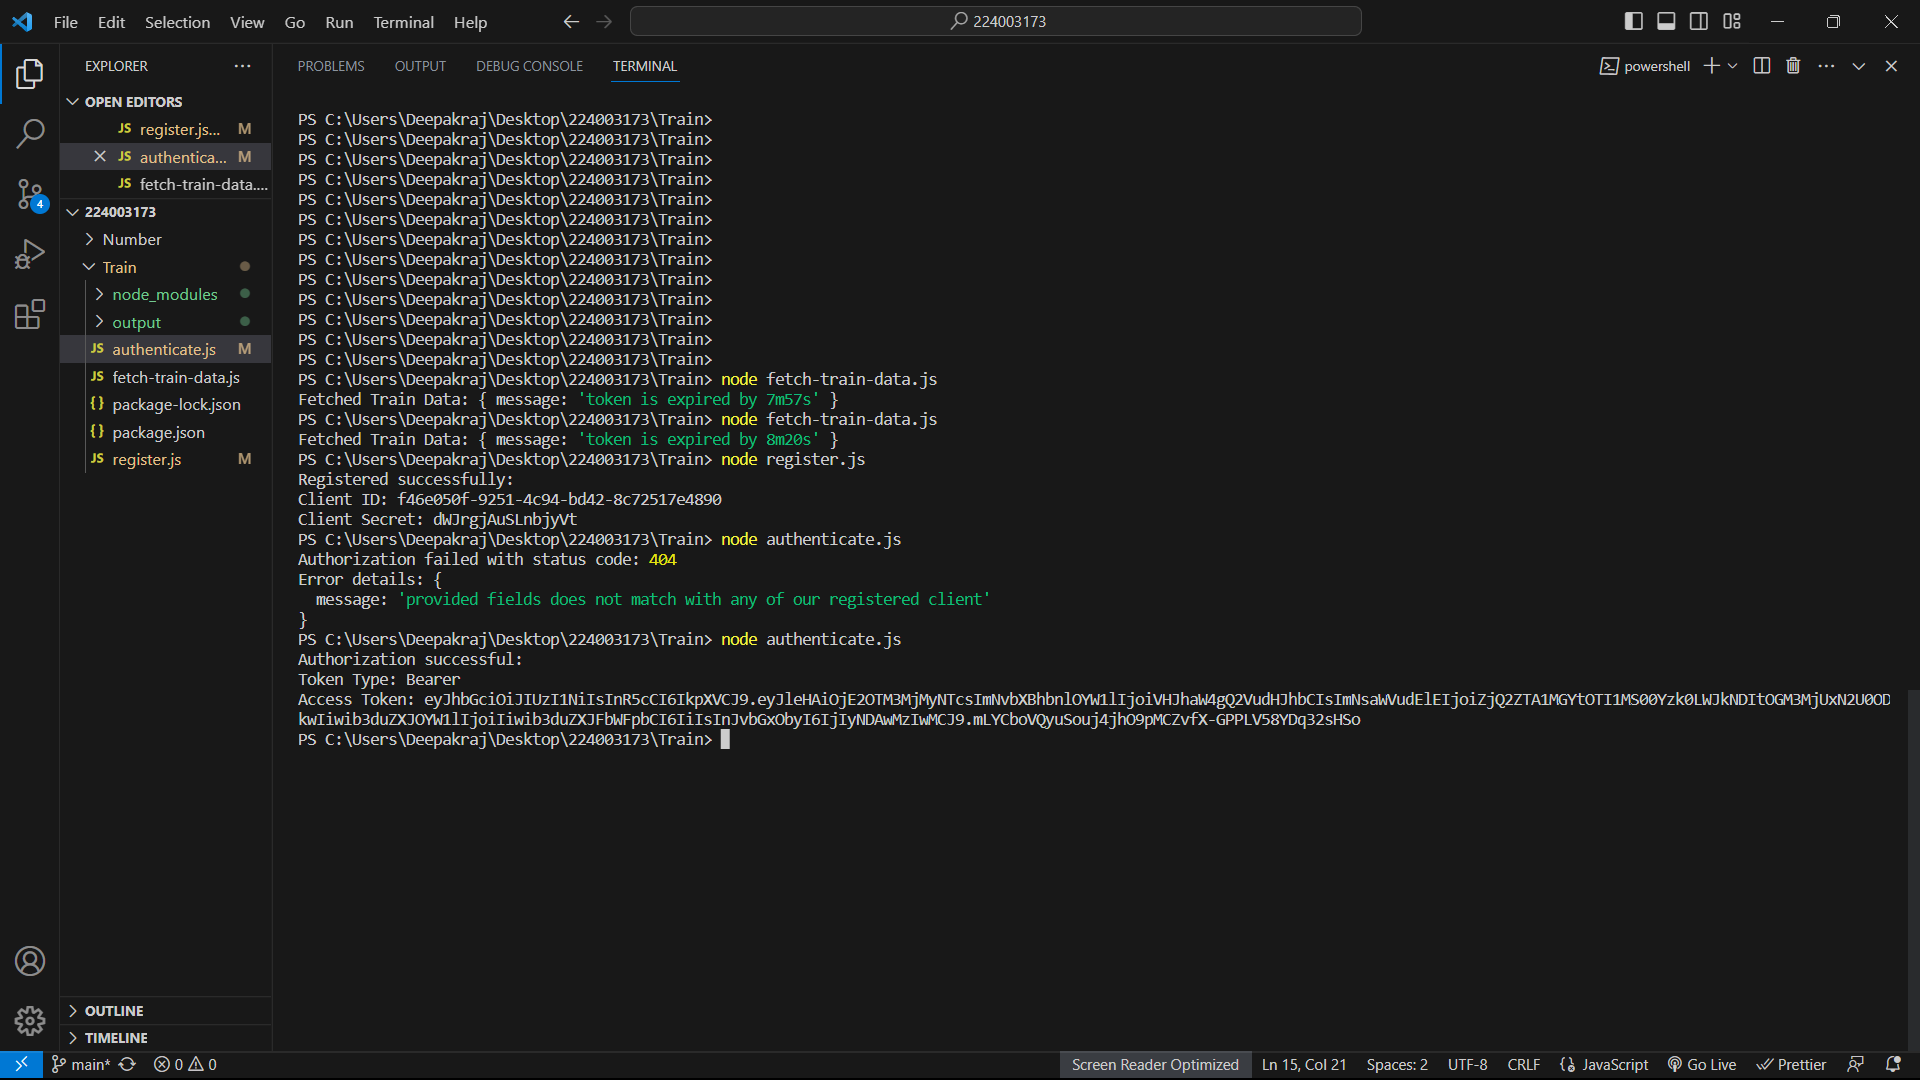 File Edit Selection View Go Run Terminal Help
224003173
EXPLORER
PROBLEMS OUTPUT DEBUG CONSOLE TERMINAL
powershell
OPEN EDITORS
JS register.js... M
JS authentica... M
JS fetch-train-data....
224003173
Number
Train
node_modules
output
JS authenticate.js M
JS fetch-train-data.js
{} package-lock.json
{} package.json
JS register.js M
OUTLINE
TIMELINE
4
PS C:\Users\Deepakraj\Desktop\224003173\Train>
PS C:\Users\Deepakraj\Desktop\224003173\Train>
PS C:\Users\Deepakraj\Desktop\224003173\Train>
PS C:\Users\Deepakraj\Desktop\224003173\Train>
PS C:\Users\Deepakraj\Desktop\224003173\Train>
PS C:\Users\Deepakraj\Desktop\224003173\Train>
PS C:\Users\Deepakraj\Desktop\224003173\Train>
PS C:\Users\Deepakraj\Desktop\224003173\Train>
PS C:\Users\Deepakraj\Desktop\224003173\Train>
PS C:\Users\Deepakraj\Desktop\224003173\Train>
PS C:\Users\Deepakraj\Desktop\224003173\Train>
PS C:\Users\Deepakraj\Desktop\224003173\Train>
PS C:\Users\Deepakraj\Desktop\224003173\Train>
PS C:\Users\Deepakraj\Desktop\224003173\Train> node fetch-train-data.js
Fetched Train Data: { message: 'token is expired by 7m57s' }
PS C:\Users\Deepakraj\Desktop\224003173\Train> node fetch-train-data.js
Fetched Train Data: { message: 'token is expired by 8m20s' }
PS C:\Users\Deepakraj\Desktop\224003173\Train> node register.js
Registered successfully:
Client ID: f46e050f-9251-4c94-bd42-8c72517e4890
Client Secret: dWJrgjAuSLnbjyVt
PS C:\Users\Deepakraj\Desktop\224003173\Train> node authenticate.js
Authorization failed with status code: 404
Error details: {
message: 'provided fields does not match with any of our registered client'
}
PS C:\Users\Deepakraj\Desktop\224003173\Train> node authenticate.js
Authorization successful:
Token Type: Bearer
Access Token: eyJhbGciOiJIUzI1NiIsInR5cCI6IkpXVCJ9.eyJleHAiOjE2OTM3MjMyNTcsImNvbXBhbnlOYW1lIjoiVHJhaW4gQ2VudHJhbCIsImNsaWVudElEIjoiZjQ2ZTA1MGYtOTI1MS00Yzk0LWJkNDItOGM3MjUxN2U0OD
kwIiwib3duZXJOYW1lIjoiIiwib3duZXJFbWFpbCI6IiIsInJvbGxObyI6IjIyNDAwMzIwMCJ9.mLYCboVQyuSouj4jhO9pMCZvfX-GPPLV58YDq32sHSo
PS C:\Users\Deepakraj\Desktop\224003173\Train>
main* 0 0
Screen Reader Optimized Ln 15, Col 21 Spaces: 2 UTF-8 CRLF {} JavaScript Go Live Prettier